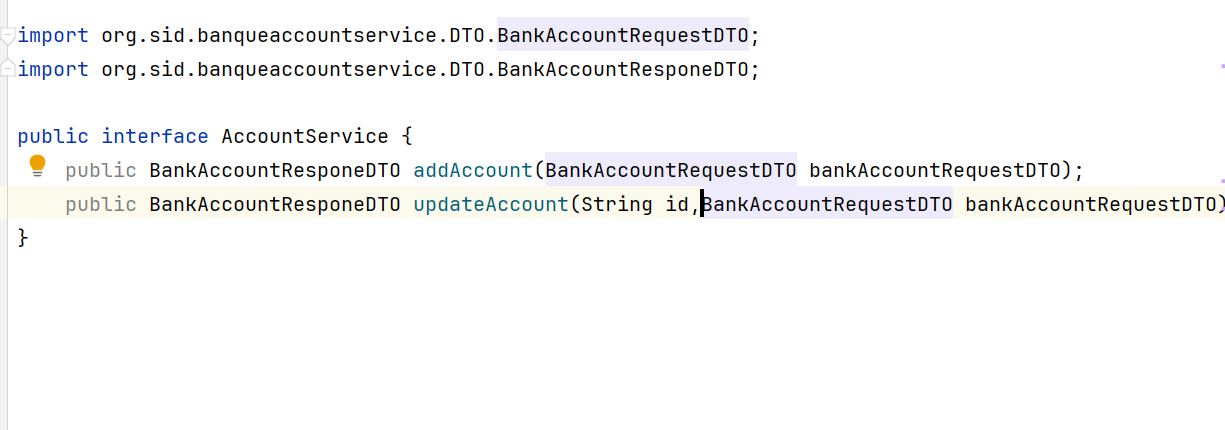 import org.sid.banqueaccountservice.DTO.BankAccountRequestDTO;
import org.sid.banqueaccountservice.DTO.BankAccountResponeDTO;
public interface AccountService {
public BankAccountResponeDTO addAccount(BankAccountRequestDTO bankAccountRequestDTO);
public BankAccountResponeDTO updateAccount(String id,BankAccountRequestDTO bankAccountRequestDTO)
}